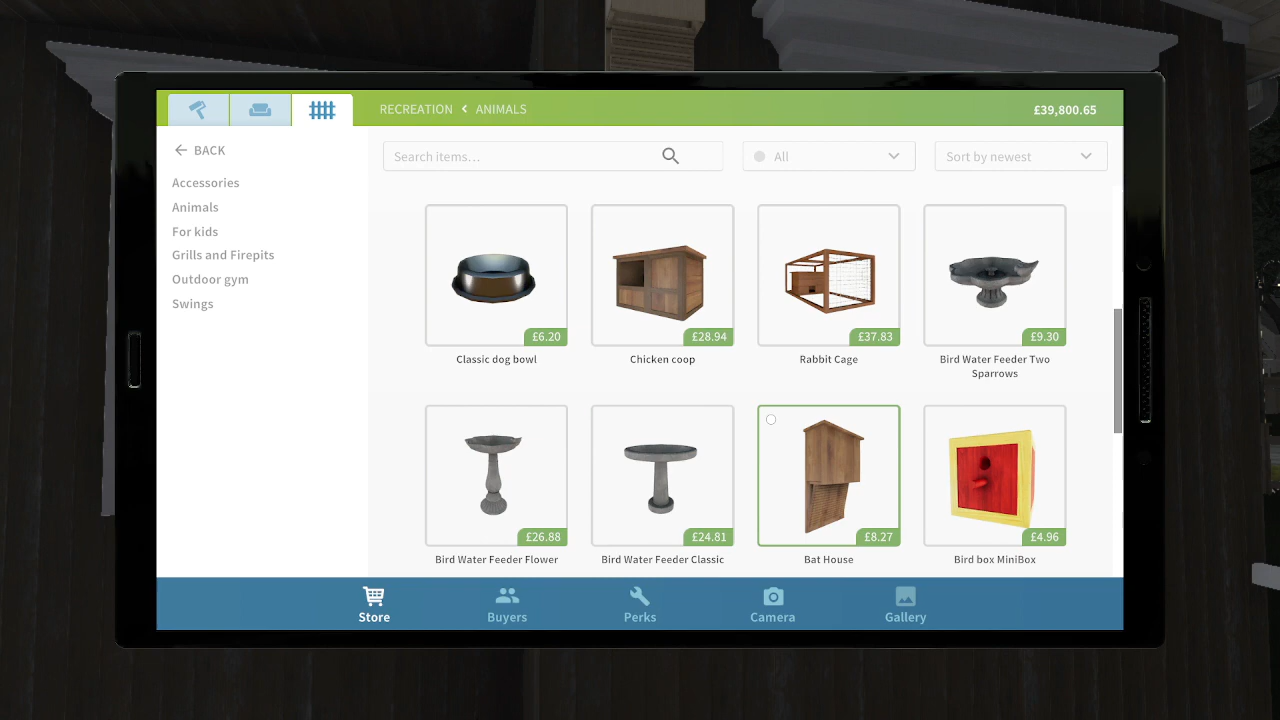 RECREATION < ANIMALS
£39,800.65
BACK
Search items...
All
Sort by newest
Accessories
Animals
For kids
Grills and Firepits
Outdoor gym
Swings
£6.20
£28.94
£37.83
£9.30
Classic dog bowl
Chicken coop
Rabbit Cage
Bird Water Feeder Two
Sparrows
£26.88
£24.81
£8.27
£4.96
Bird Water Feeder Flower
Bird Water Feeder Classic
Bat House
Bird box MiniBox
Store
Buyers
Perks
Camera
Gallery